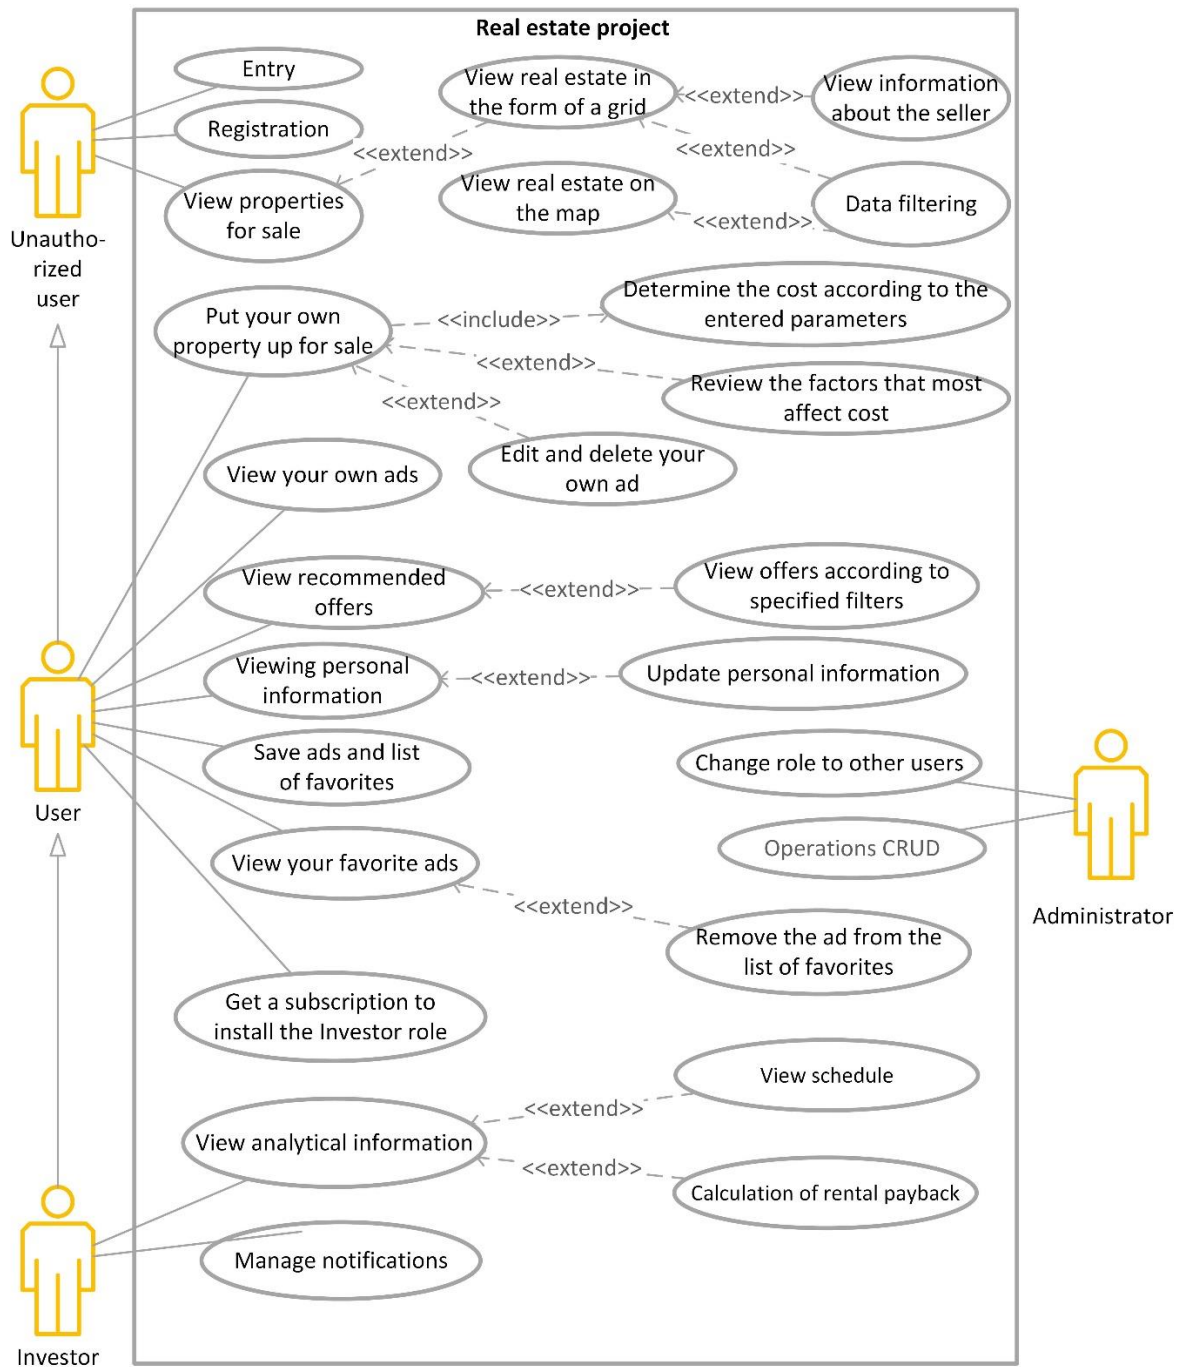 Real estate project
Entry
Registration
View properties
for sale
<<extend>>
View real estate in
the form of a grid
<<extend>>
View information
about the seller
<<extend>>
View real estate on
the map
<<extend>>
Data filtering
Unautho-
rized
user
Put your own
property up for sale
<<include>>
Determine the cost according to the
entered parameters
<<extend>>
Review the factors that most
affect cost
<<extend>>
Edit and delete your
own ad
View your own ads
View recommended
offers
<<extend>>
View offers according to
specified filters
Viewing personal
information
<<extend>>
Update personal information
User
Save ads and list
of favorites
Change role to other users
Operations CRUD
Administrator
View your favorite ads
<<extend>>
Remove the ad from the
list of favorites
Get a subscription to
install the Investor role
View schedule
<<extend>>
View analytical information
<<extend>>
Calculation of rental payback
Manage notifications
Investor